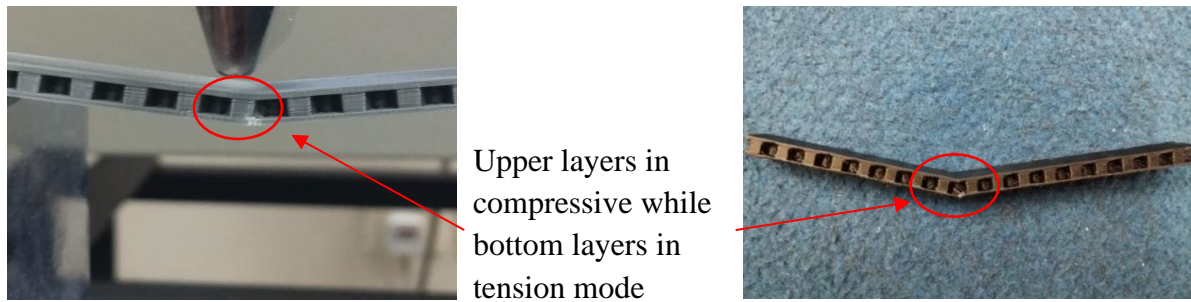 Upper layers in
compressive while
bottom layers in
tension mode